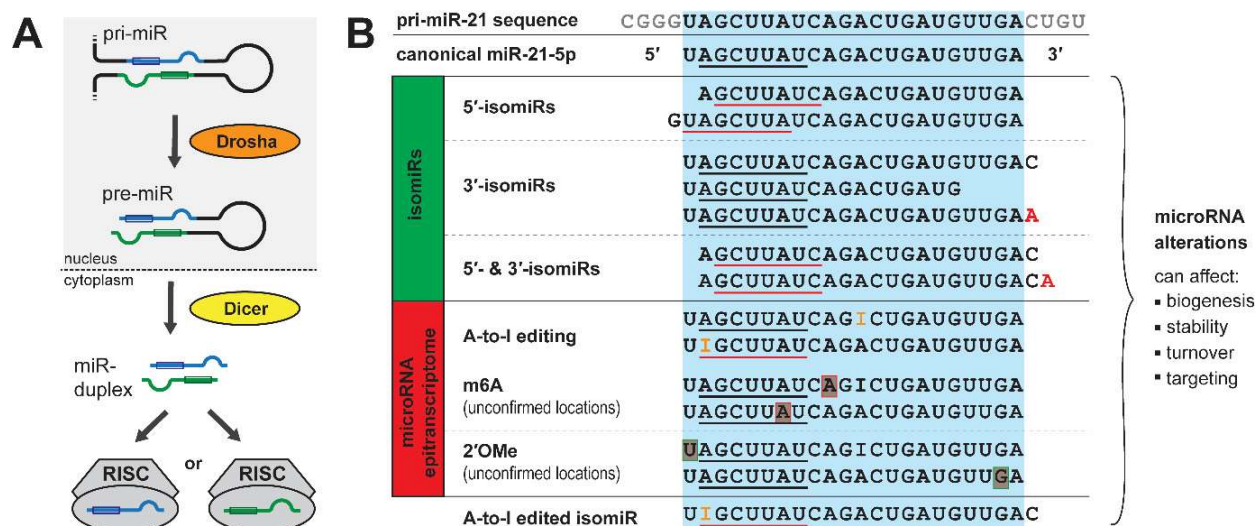 A
pri-miR
Drosha
pre-miR
nucleus
cytoplasm
Dicer
miR-
duplex
RISC or RISC
B
pri-miR-21 sequence CGGGUAGCUUAUCAGACUGAUGUUGACUGU
canonical miR-21-5p 5′ UAGCUUAUCAGACUGAUGUUGA 3′
isomiRs
5′-isomiRs
AGCUUAUCAGACUGAUGUUGA
GUAGCUUAUCAGACUGAUGUUGA
3′-isomiRs
UAGCUUAUCAGACUGAUGUUGAC
UAGCUUAUCAGACUGAUG
UAGCUUAUCAGACUGAUGUUGAA
5′- & 3′-isomiRs
AGCUUAUCAGACUGAUGUUGAC
AGCUUAUCAGACUGAUGUUGACA
microRNA
epitranscriptome
A-to-I editing
UAGCUUAUCAGICUGAUGUUGA
UIGCUUAUCAGACUGAUGUUGA
m6A
(unconfirmed locations)
UAGCUUAUCAGICUGAUGUUGA
UAGCUUAUCAGACUGAUGUUGA
2′OMe
(unconfirmed locations)
UAGCUUAUCAGICUGAUGUUGA
UAGCUUAUCAGACUGAUGUUGA
A-to-I edited isomiR UIGCUUAUCAGACUGAUGUUGAC
microRNA
alterations
can affect:
▪ biogenesis
▪ stability
▪ turnover
▪ targeting